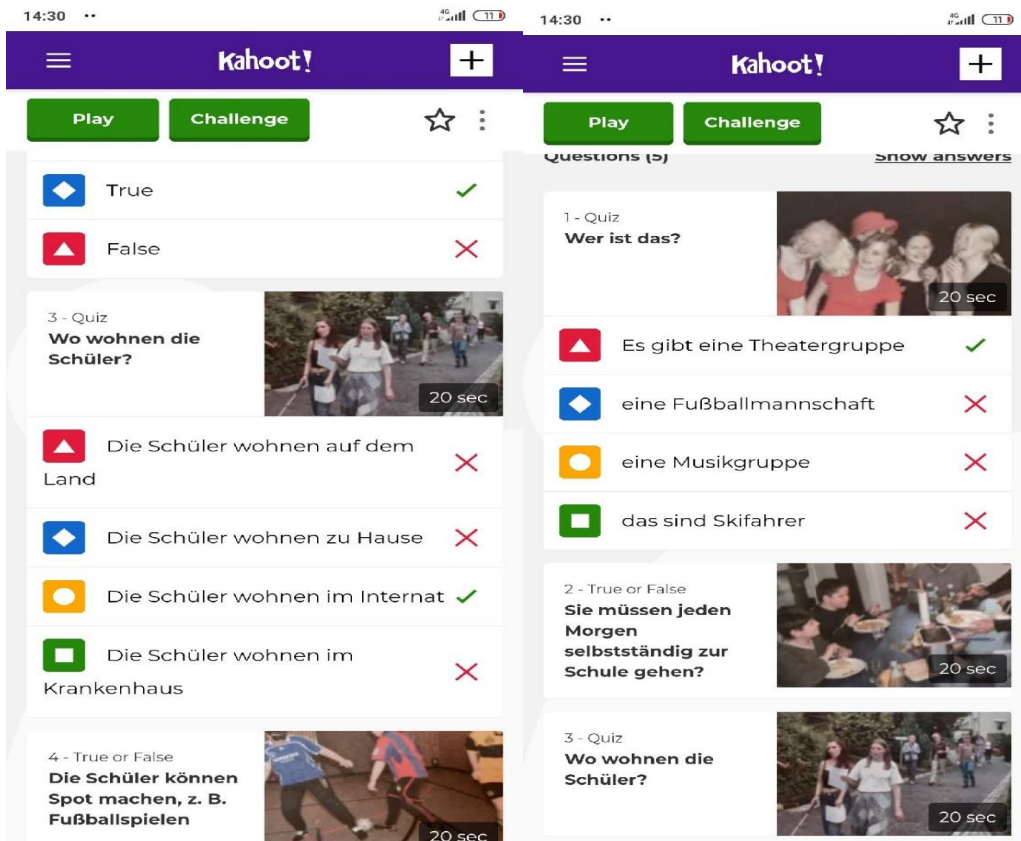 14:30
4G
11
Kahoot!
+
Play
Challenge
True
False
3 - Quiz
Wo wohnen die
Schüler?
20 sec
Die Schüler wohnen auf dem
Land
Die Schüler wohnen zu Hause
Die Schüler wohnen im Internat
Die Schüler wohnen im
Krankenhaus
4 - True or False
Die Schüler können
Spot machen, z. B.
Fußballspielen
20 sec
14:30
4G
11
Kahoot!
+
Play
Challenge
Questions (5)
Show answers
1 - Quiz
Wer ist das?
20 sec
Es gibt eine Theatergruppe
eine Fußballmannschaft
eine Musikgruppe
das sind Skifahrer
2 - True or False
Sie müssen jeden
Morgen
selbstständig zur
Schule gehen?
20 sec
3 - Quiz
Wo wohnen die
Schüler?
20 sec